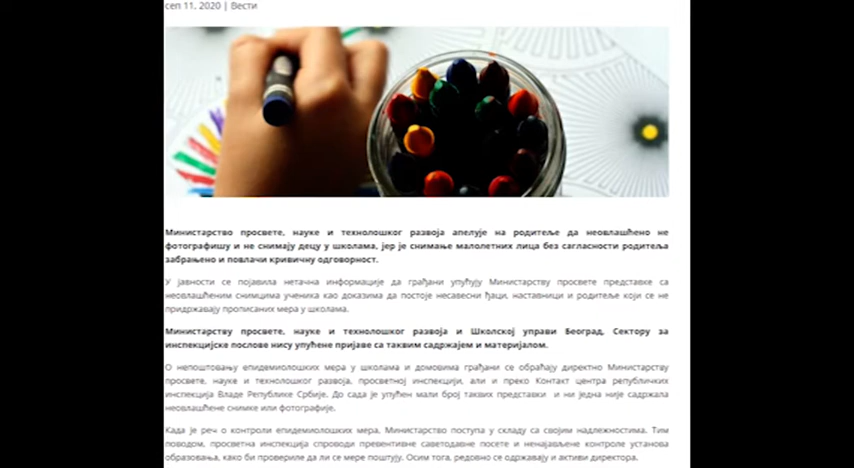 сеп 11, 2020 | Вести
Министарство просвете, науке и технолошког развоја апелује на родитеље да неовлашћено не
фотографишу и не снимају децу у школама, јер је снимање малолетних лица без сагласности родитеља
забрањено и повлачи кривичну одговорност.
У јавности се појавила нетачна информације да грађани упућују Министарству просвете представке са
неовлашћеним снимцима ученика као доказима да постоје несавесни ђаци, наставници и родитеље који се не
придржавају прописаних мера у школама.
Министарству просвете, науке и технолошког развоја и Школској управи Београд, Сектору за
инспекцијске послове нису упућене пријаве са таквим садржајем и материјалом.
О непоштовању епидемиолошких мера у школама и домовима грађани се обраћају директно Министарству
просвете, науке и технолошког развоја, просветној инспекцији, али и преко Контакт центра републичких
инспекција Владе Републике Србије. До сада је упућен мали број таквих представки и ни једна није садржала
неовлашћене снимке или фотографије.
Када је реч о контроли епидемиолошких мера, Министарство поступа у складу са својим надлежностима. Тим
поводом, просветна инспекција спроводи превентивне саветодавне посете и ненајављене контроле установа
образовања, како би проверили да ли се мере поштују. Осим тога, редовно се одржавају и активи директора.